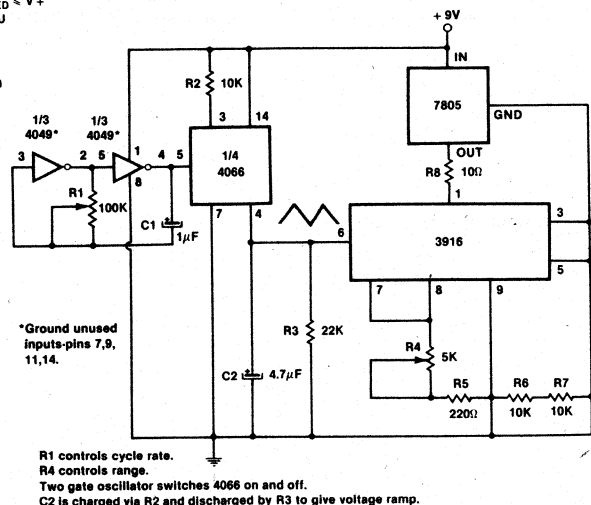 ED ≤ V+
U
+ 9V
IN
7805
GND
OUT
R8 10Ω
1
R2 10K
3 14
1/3
4049*
1/3
4049*
3 2 5 4 5
1
8
1/4
4066
7 4
R1
100K
C1
1μF
6
3916
3
5
7 8 9
*Ground unused
inputs-pins 7,9,
11,14.
R3 22K
R4
5K
R5
220Ω
R6
10K
R7
10K
C2 4.7μF
R1 controls cycle rate.
R4 controls range.
Two gate oscillator switches 4066 on and off.
C2 is charged via R2 and discharged by R3 to give voltage ramp.